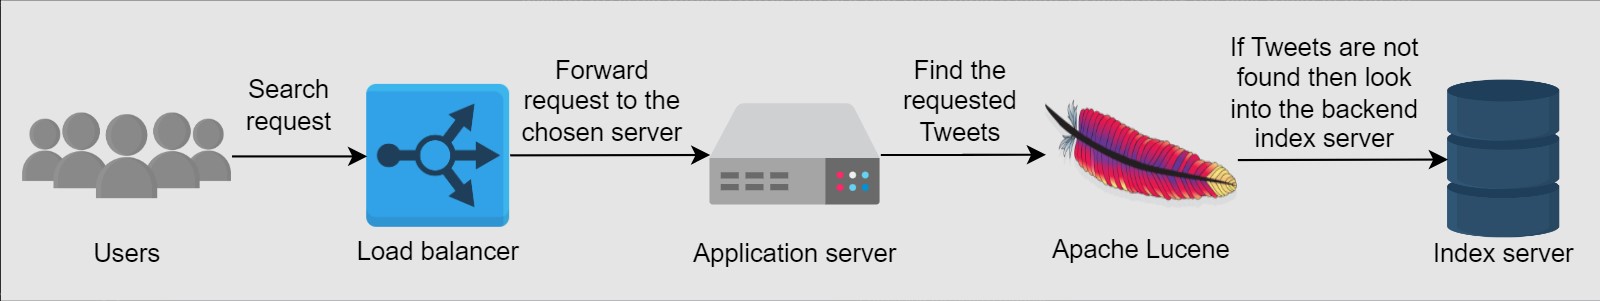 Search
request
Forward
request to the
chosen server
Find the
requested
Tweets
If Tweets are not
found then look
into the backend
index server
Users
Load balancer
Application server
Apache Lucene
Index server